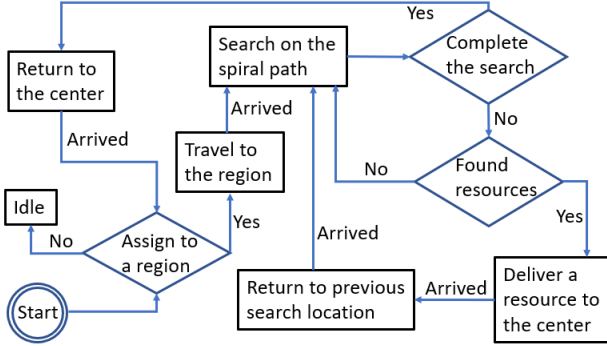 Yes
Return to
the center
Search on the
spiral path
Complete
the search
Arrived
Arrived
No
Travel to
the region
No
Found
resources
Idle
No
Assign to
a region
Yes
Arrived
Yes
Start
Return to previous
search location
Arrived
Deliver a
resource to
the center